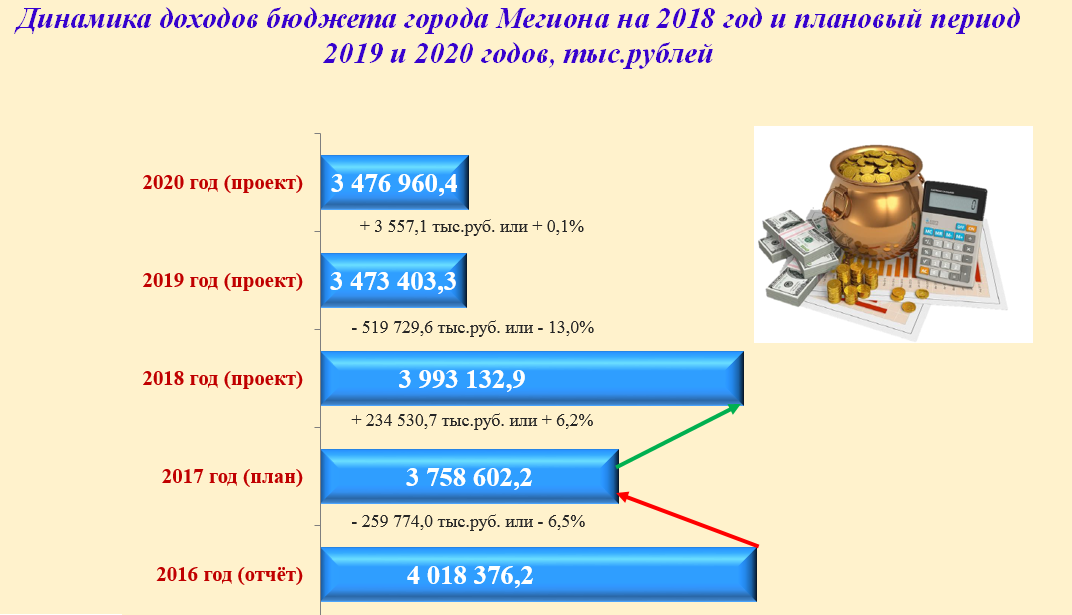 Динамика доходов бюджета города Мегиона на 2018 год и плановый период
2019 и 2020 годов, тыс.рублей
2020 год (проект)
3 476 960,4
+ 3 557,1 тыс.руб. или + 0,1%
2019 год (проект)
3 473 403,3
- 519 729,6 тыс.руб. или - 13,0%
2018 год (проект)
3 993 132,9
+ 234 530,7 тыс.руб. или + 6,2%
2017 год (план)
3 758 602,2
- 259 774,0 тыс.руб. или - 6,5%
2016 год (отчёт)
4 018 376,2